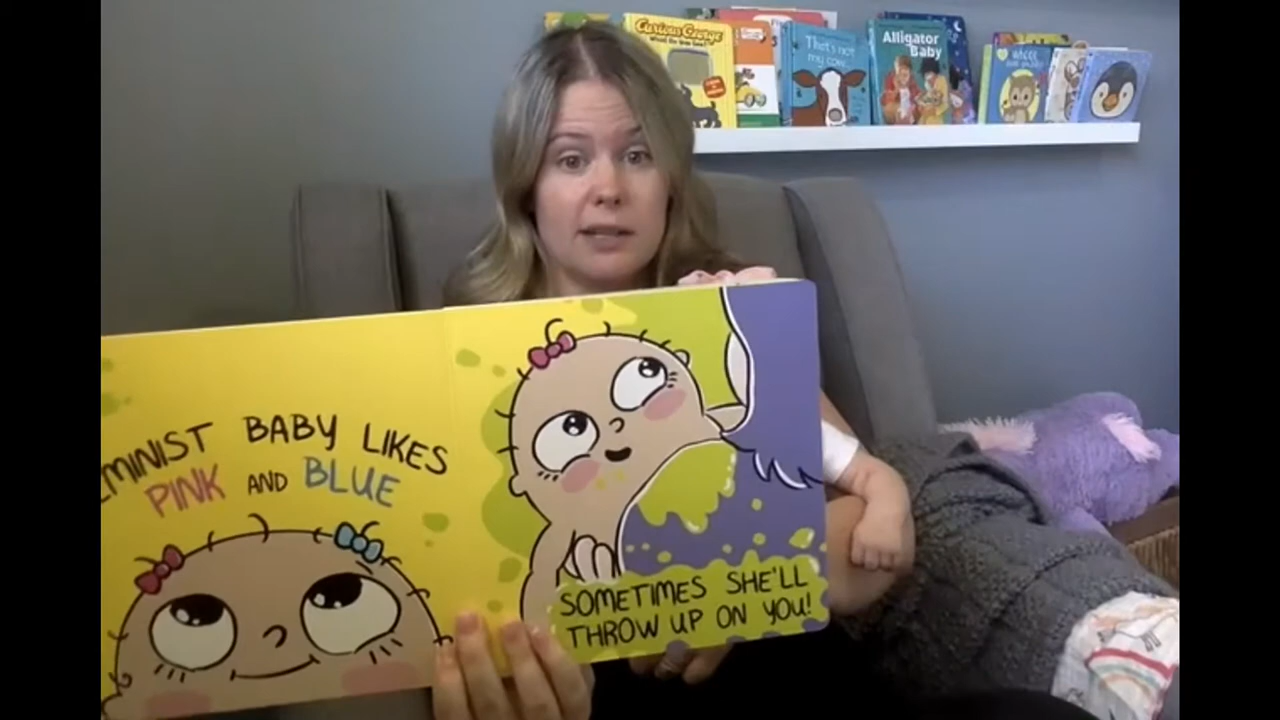 Curious George
That's not
my cow...
Alligator
Baby
EMINIST BABY LIKES
PINK AND BLUE
SOMETIMES SHE'LL
THROW UP ON YOU!